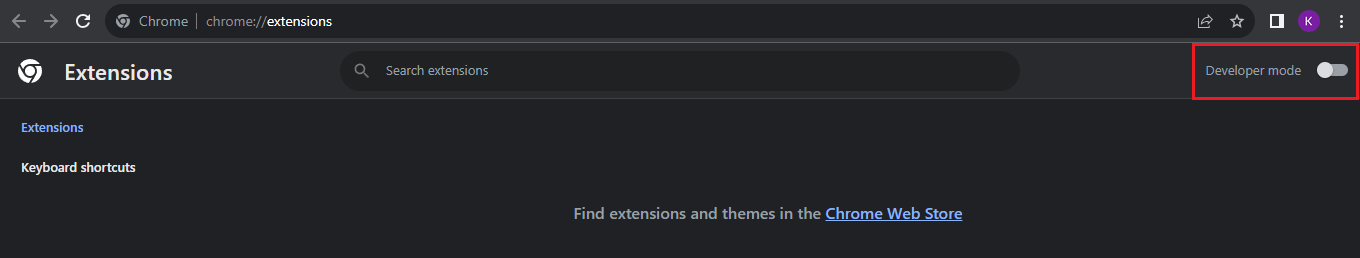 Chrome | chrome://extensions
K
Extensions
Search extensions
Developer mode
Extensions
Keyboard shortcuts
Find extensions and themes in the Chrome Web Store